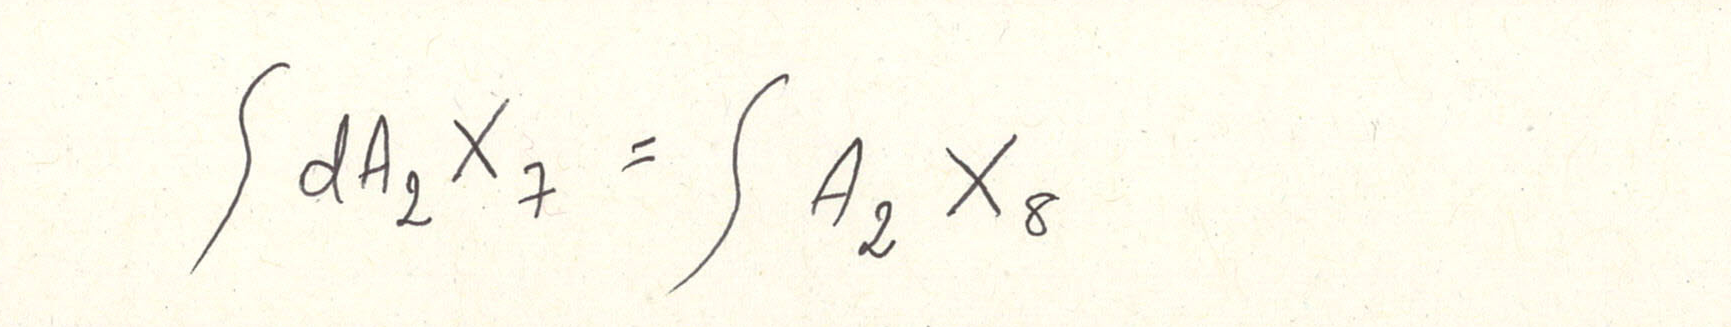 ∫ dA₂ X₇ = ∫ A₂ X₈